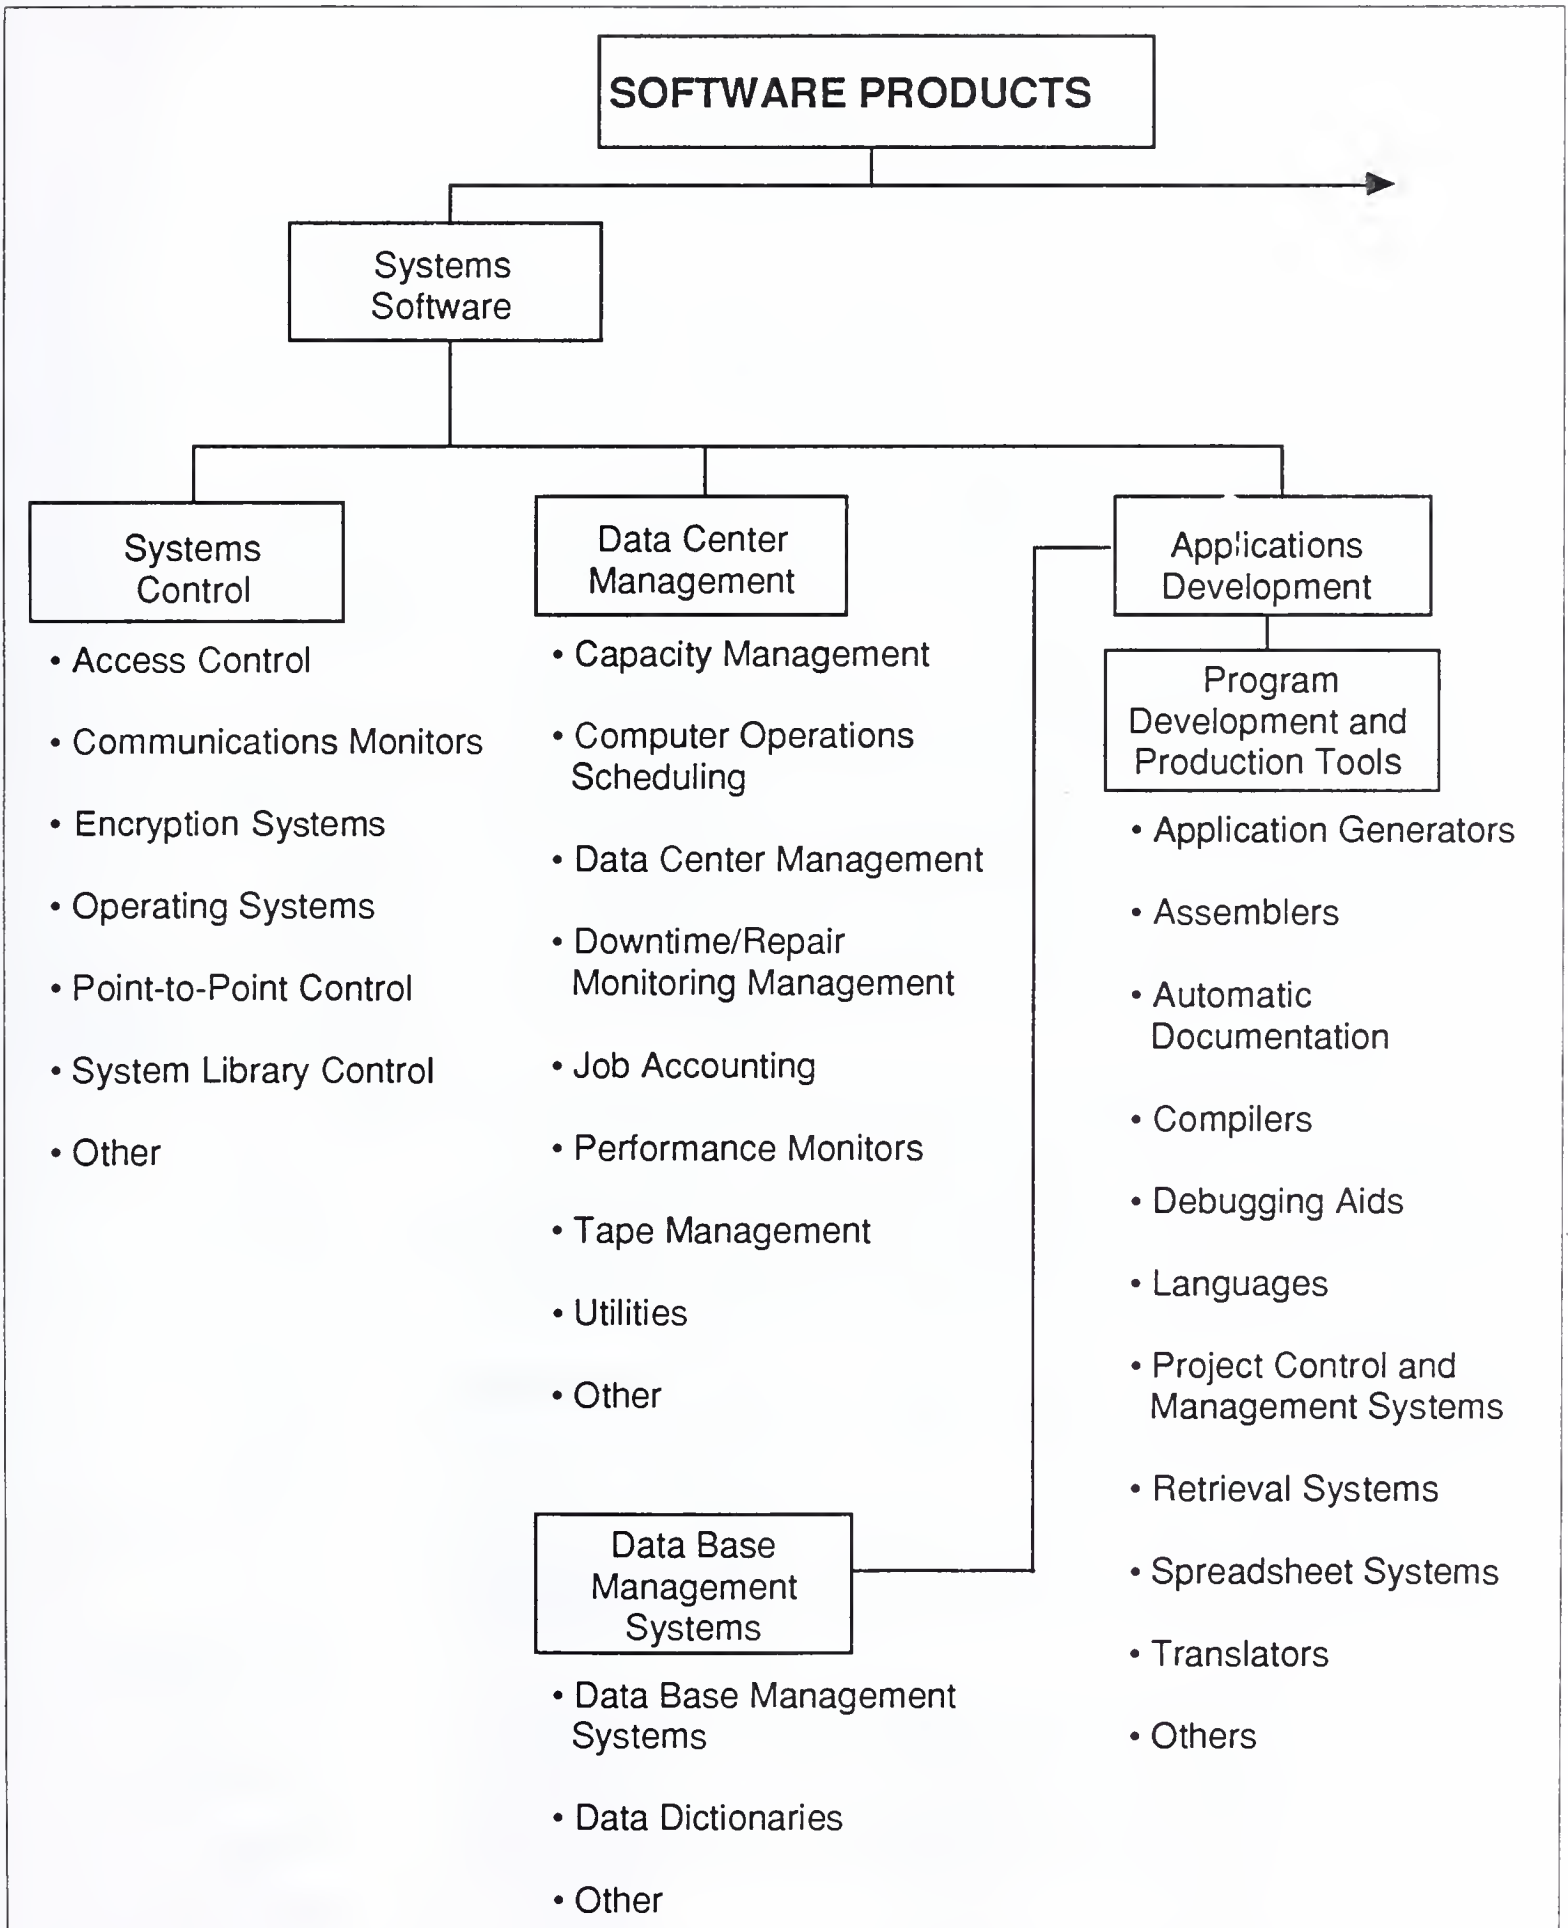 SOFTWARE PRODUCTS
Systems
Software
Systems
Control
• Access Control
• Communications Monitors
• Encryption Systems
• Operating Systems
• Point-to-Point Control
• System Library Control
• Other
Data Center
Management
• Capacity Management
• Computer Operations
Scheduling
• Data Center Management
• Downtime/Repair
Monitoring Management
• Job Accounting
• Performance Monitors
• Tape Management
• Utilities
• Other
Data Base
Management
Systems
• Data Base Management
Systems
• Data Dictionaries
• Other
Applications
Development
Program
Development and
Production Tools
• Application Generators
• Assemblers
• Automatic
Documentation
• Compilers
• Debugging Aids
• Languages
• Project Control and
Management Systems
• Retrieval Systems
• Spreadsheet Systems
• Translators
• Others